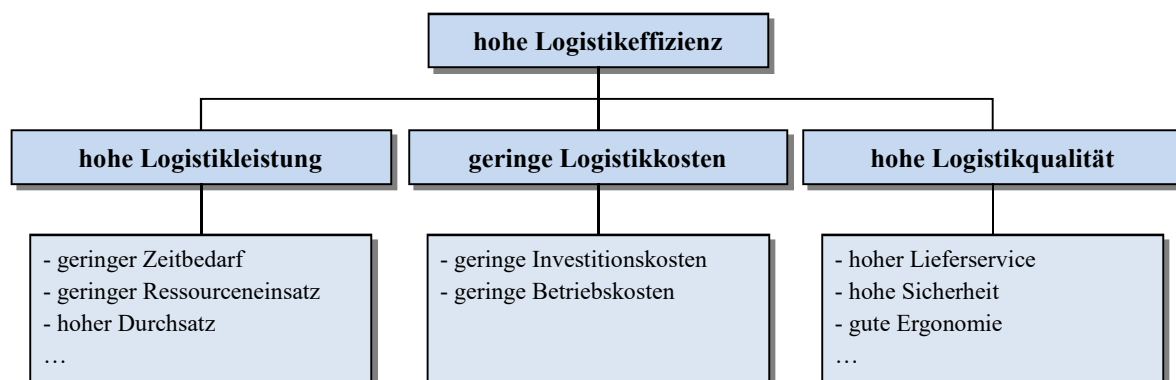 hohe Logistikeffizienz
hohe Logistikleistung
geringe Logistikkosten
hohe Logistikqualität
- geringer Zeitbedarf
- geringer Ressourceneinsatz
- hoher Durchsatz
…
- geringe Investitionskosten
- geringe Betriebskosten
- hoher Lieferservice
- hohe Sicherheit
- gute Ergonomie
…